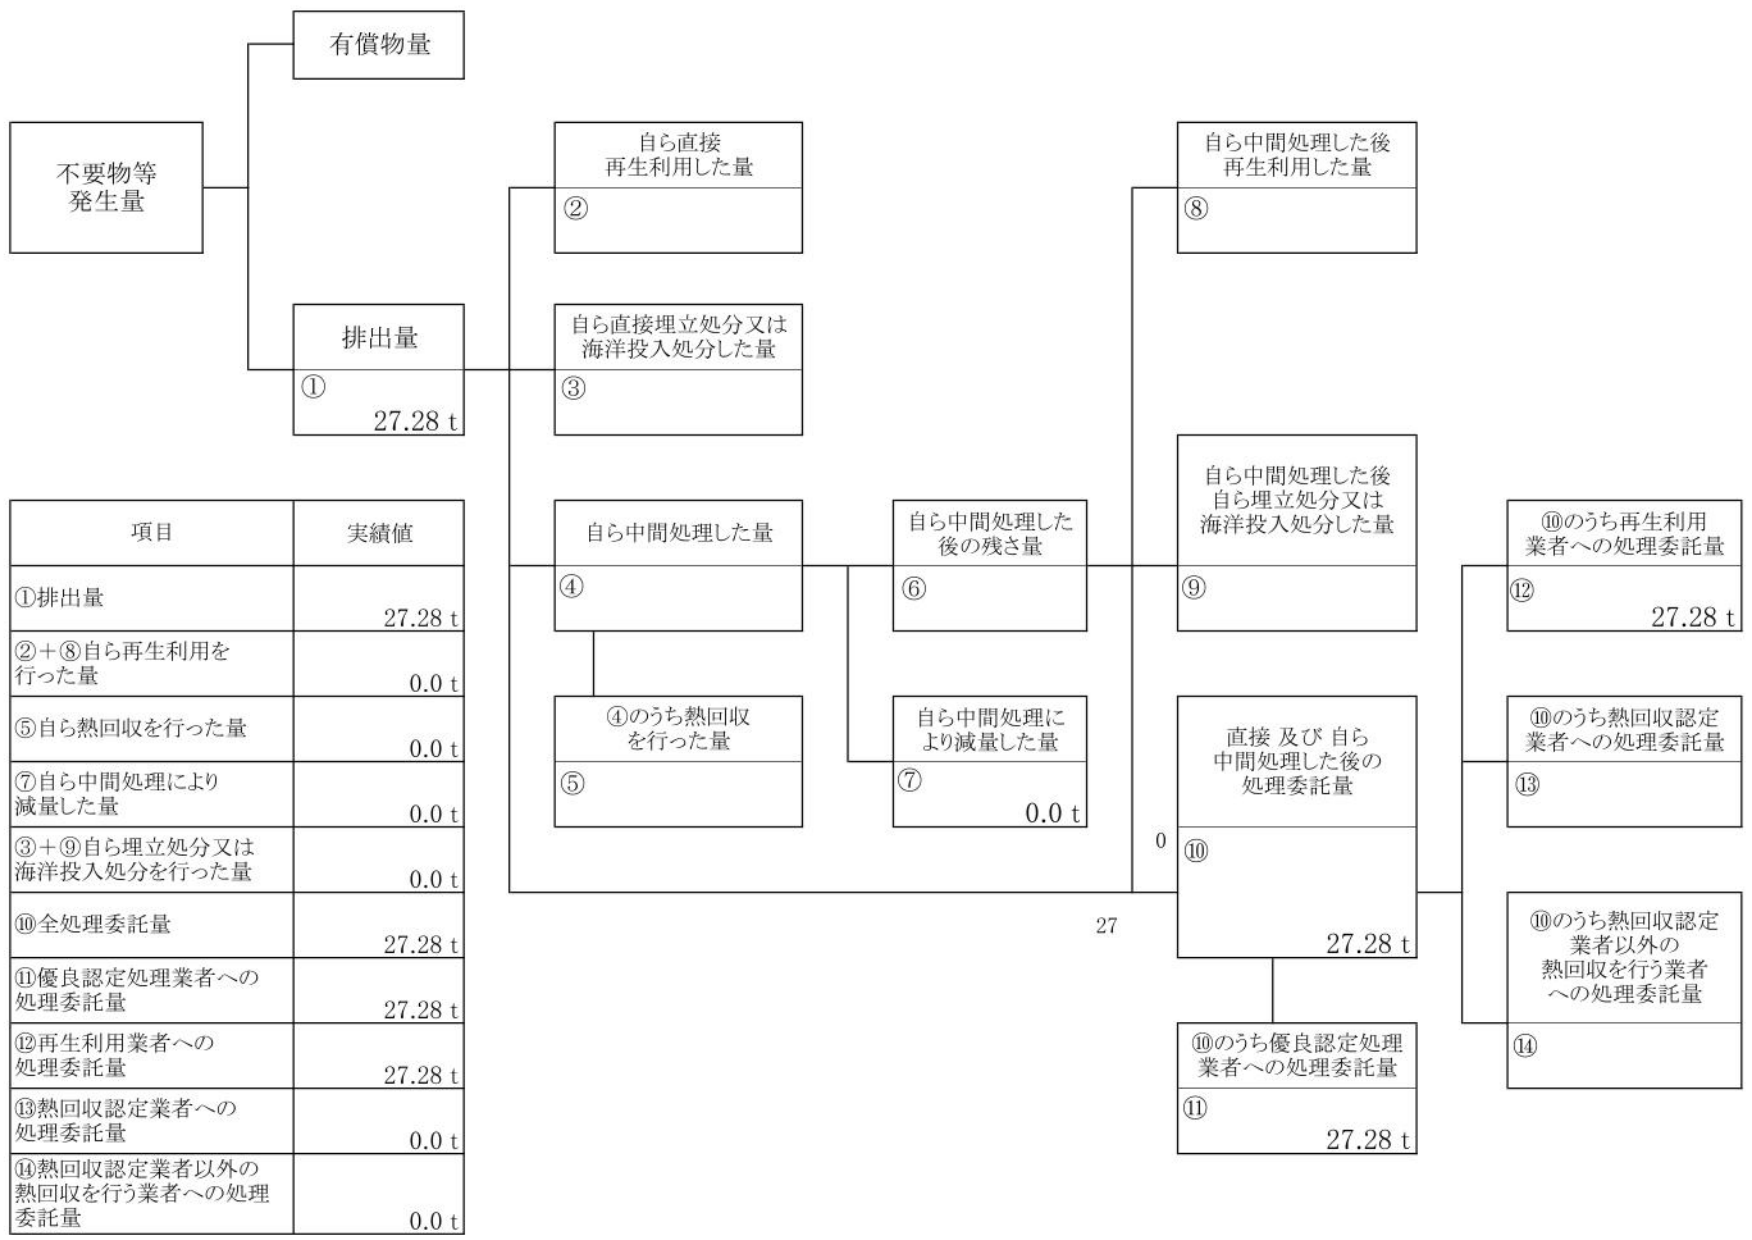 有償物量
不要物等
発生量
排出量
①
27.28 t
自ら直接
再生利用した量
②
自ら直接埋立処分又は
海洋投入処分した量
③
自ら中間処理した量
④
④のうち熱回収
を行った量
⑤
自ら中間処理した
後の残さ量
⑥
自ら中間処理に
より減量した量
⑦
0.0 t
自ら中間処理した後
再生利用した量
⑧
自ら中間処理した後
自ら埋立処分又は
海洋投入処分した量
⑨
直接 及び 自ら
中間処理した後の
処理委託量
0
⑩
27
27.28 t
⑩のうち優良認定処理
業者への処理委託量
⑪
27.28 t
⑩のうち再生利用
業者への処理委託量
⑫
27.28 t
⑩のうち熱回収認定
業者への処理委託量
⑬
⑩のうち熱回収認定
業者以外の
熱回収を行う業者
への処理委託量
⑭
項目 実績値
①排出量
27.28 t
②＋⑧自ら再生利用を
行った量
0.0 t
⑤自ら熱回収を行った量
0.0 t
⑦自ら中間処理により
減量した量
0.0 t
③＋⑨自ら埋立処分又は
海洋投入処分を行った量
0.0 t
⑩全処理委託量
27.28 t
⑪優良認定処理業者への
処理委託量
27.28 t
⑫再生利用業者への
処理委託量
27.28 t
⑬熱回収認定業者への
処理委託量
0.0 t
⑭熱回収認定業者以外の
熱回収を行う業者への処理
委託量
0.0 t